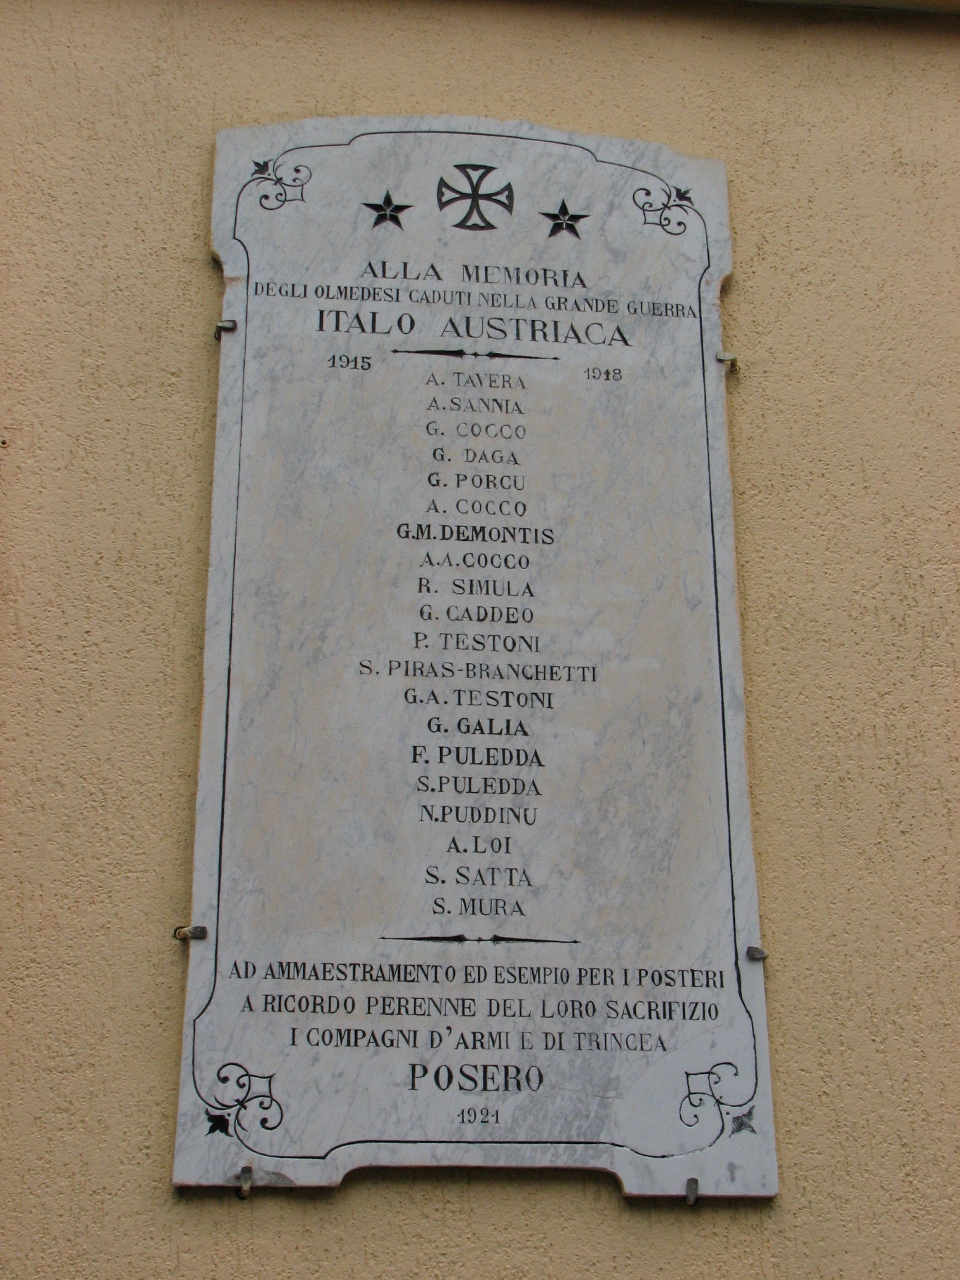 ALLA MEMORIA
DEGLI OLMEDESI CADUTI NELLA GRANDE GUERRA
ITALO AUSTRIACA
1915 1918
A. TAVERA
A. SANNIA
G. COCCO
G. DAGA
G. PORCU
A. COCCO
G.M. DEMONTIS
A.A. COCCO
R. SIMULA
G. CADDEO
P. TESTONI
S. PIRAS-BRANCHETTI
G.A. TESTONI
G. GALIA
F. PULEDDA
S. PULEDDA
N. PUDDINU
A. LOI
S. SATTA
S. MURA
AD AMMAESTRAMENTO ED ESEMPIO PER I POSTERI
A RICORDO PERENNE DEL LORO SACRIFIZIO
I COMPAGNI D'ARMI E DI TRINCEA
POSERO
1921